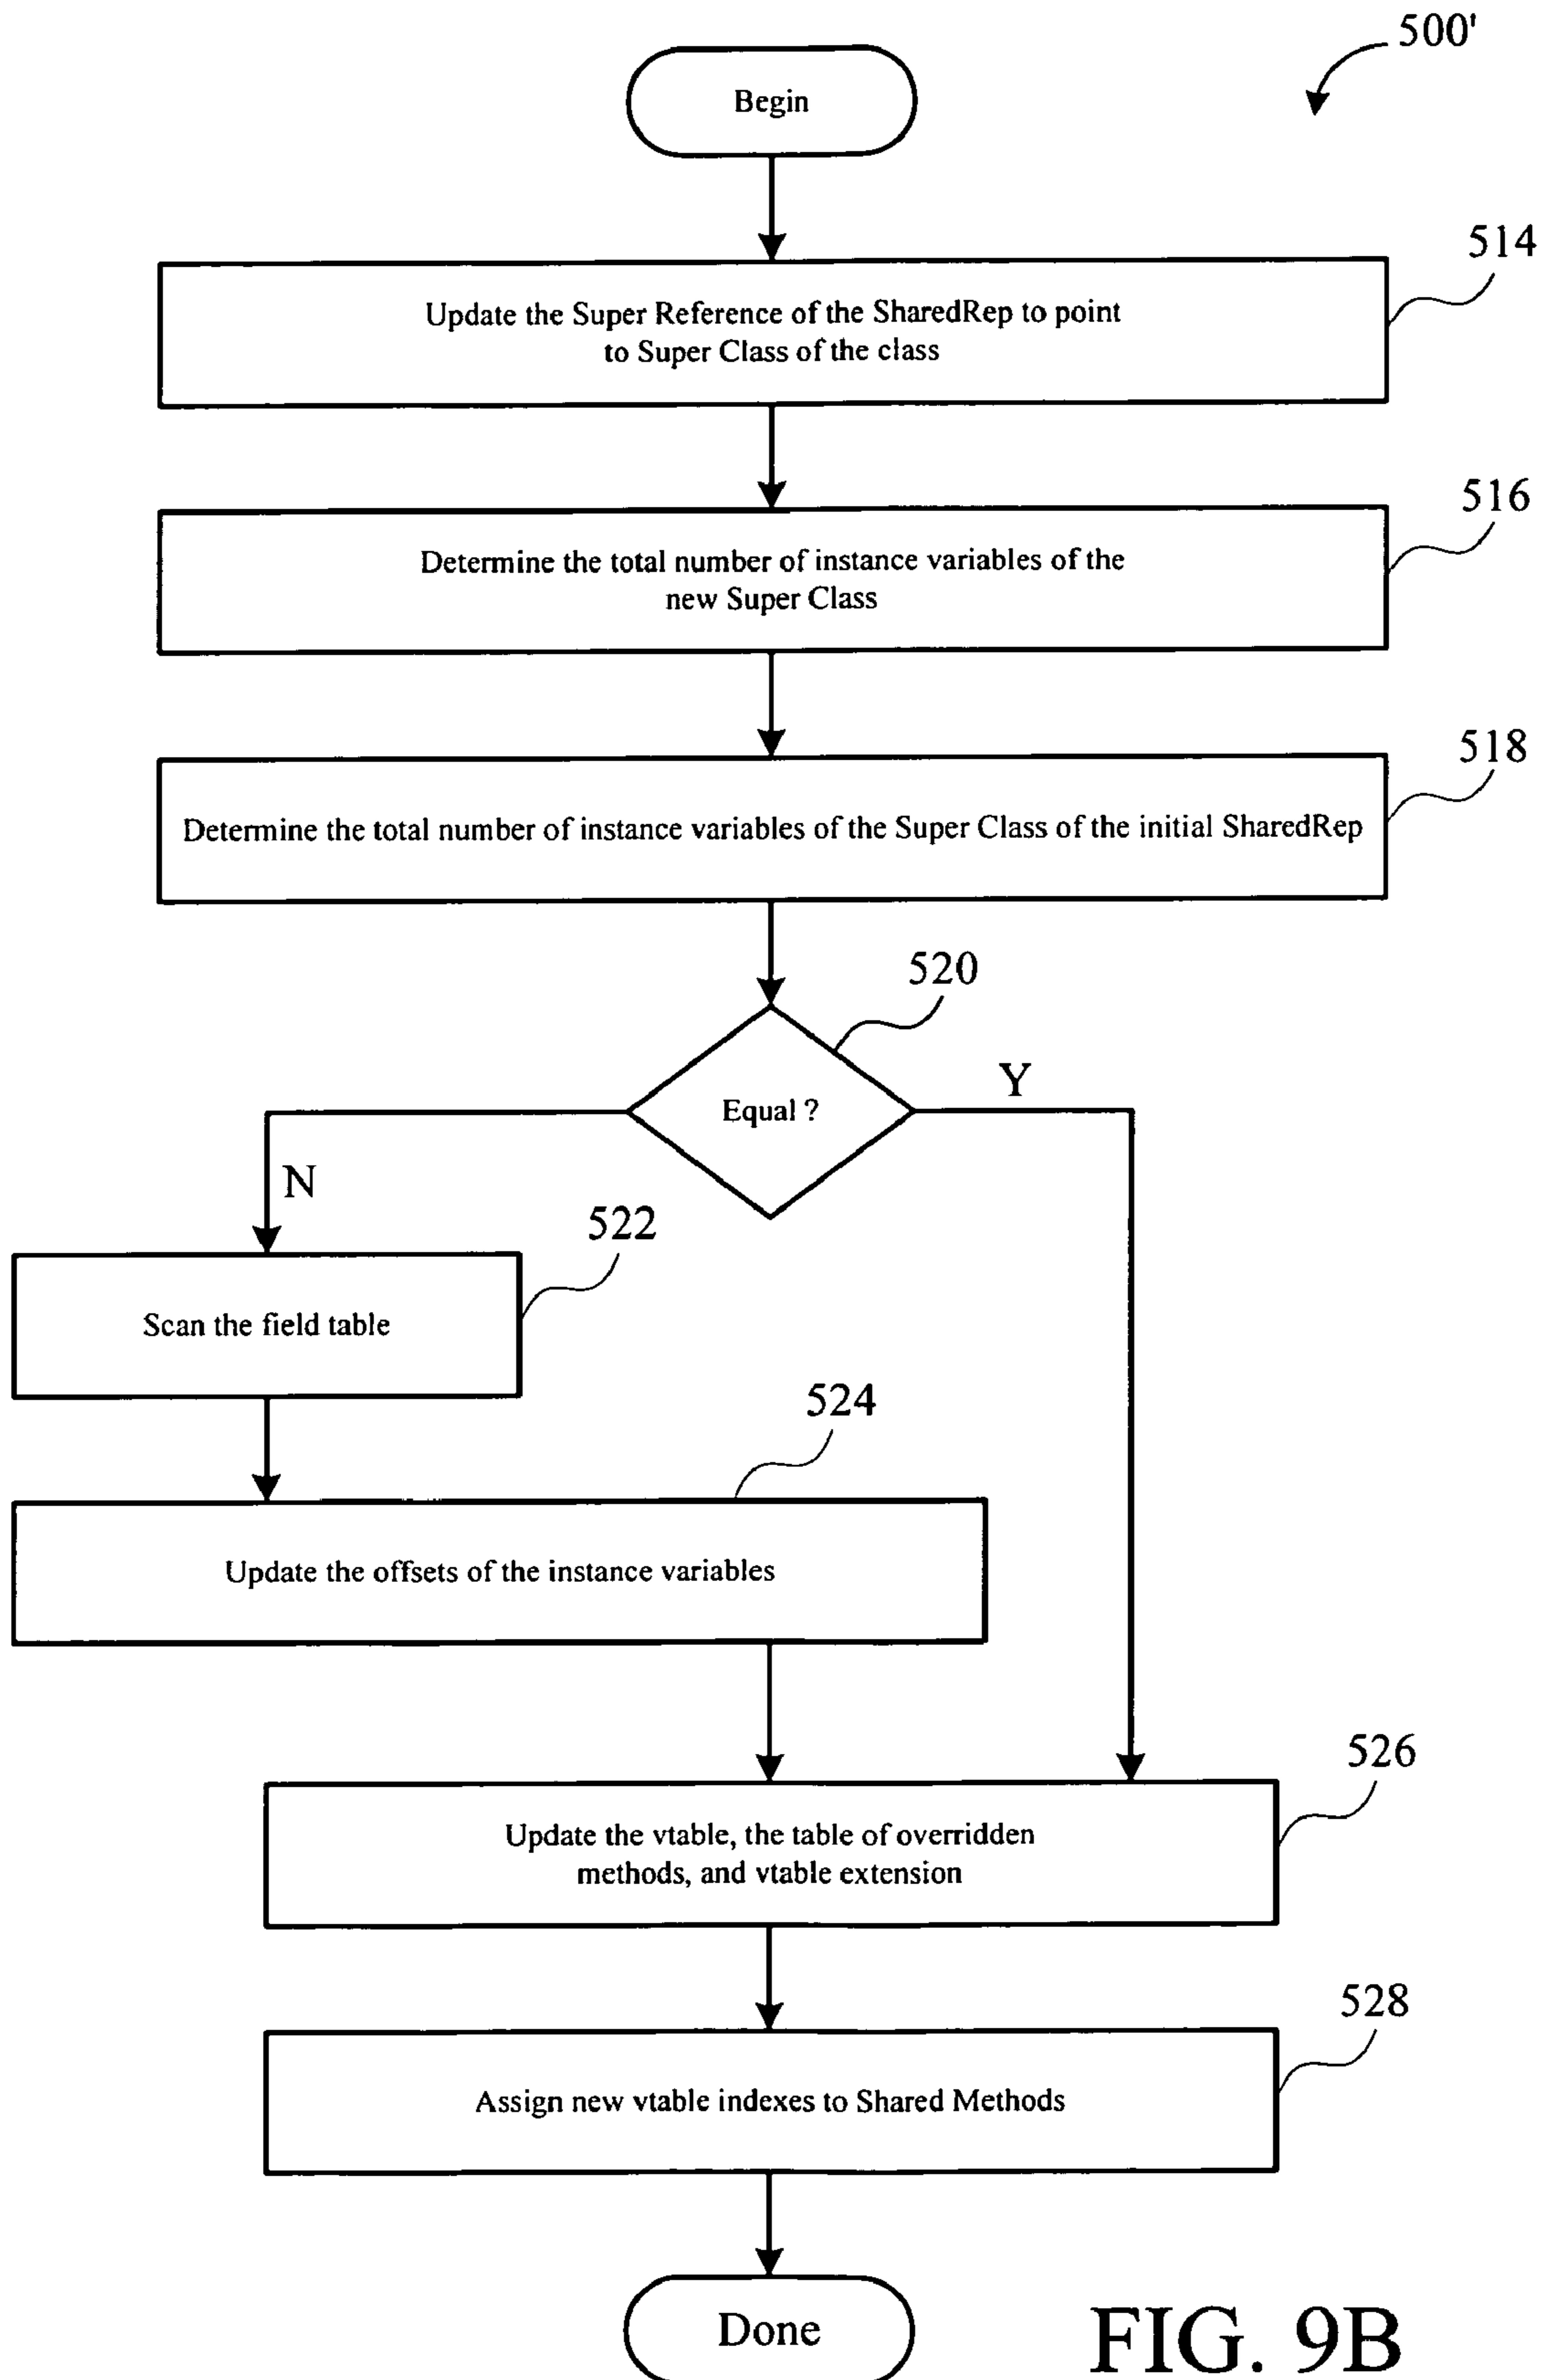 500'
Begin
514
Update the Super Reference of the SharedRep to point
to Super Class of the class
516
Determine the total number of instance variables of the
new Super Class
518
Determine the total number of instance variables of the Super Class of the initial SharedRep
520
Equal ?
Y
N
522
Scan the field table
524
Update the offsets of the instance variables
526
Update the vtable, the table of overridden
methods, and vtable extension
528
Assign new vtable indexes to Shared Methods
Done
FIG. 9B